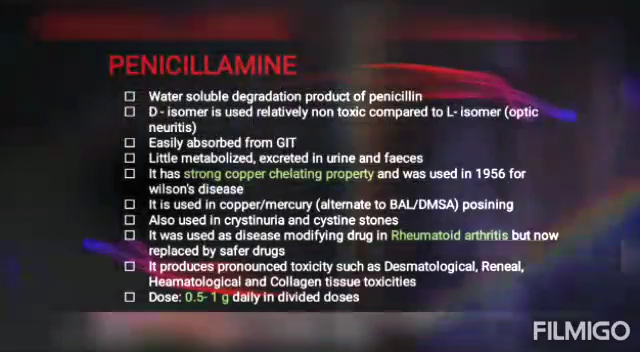 PENICILLAMINE
☐ Water soluble degradation product of penicillin
☐ D - isomer is used relatively non toxic compared to L- isomer (optic
neuritis)
☐ Easily absorbed from GIT
☐ Little metabolized, excreted in urine and faeces
☐ It has strong copper chelating property and was used in 1956 for
wilson's disease
☐ It is used in copper/mercury (alternate to BAL/DMSA) posining
☐ Also used in crystinuria and cystine stones
☐ It was used as disease modifying drug in Rheumatoid arthritis but now
replaced by safer drugs
☐ It produces pronounced toxicity such as Desmatological, Reneal,
Heamatological and Collagen tissue toxicities
☐ Dose: 0.5- 1 g daily in divided doses
FILMIGO